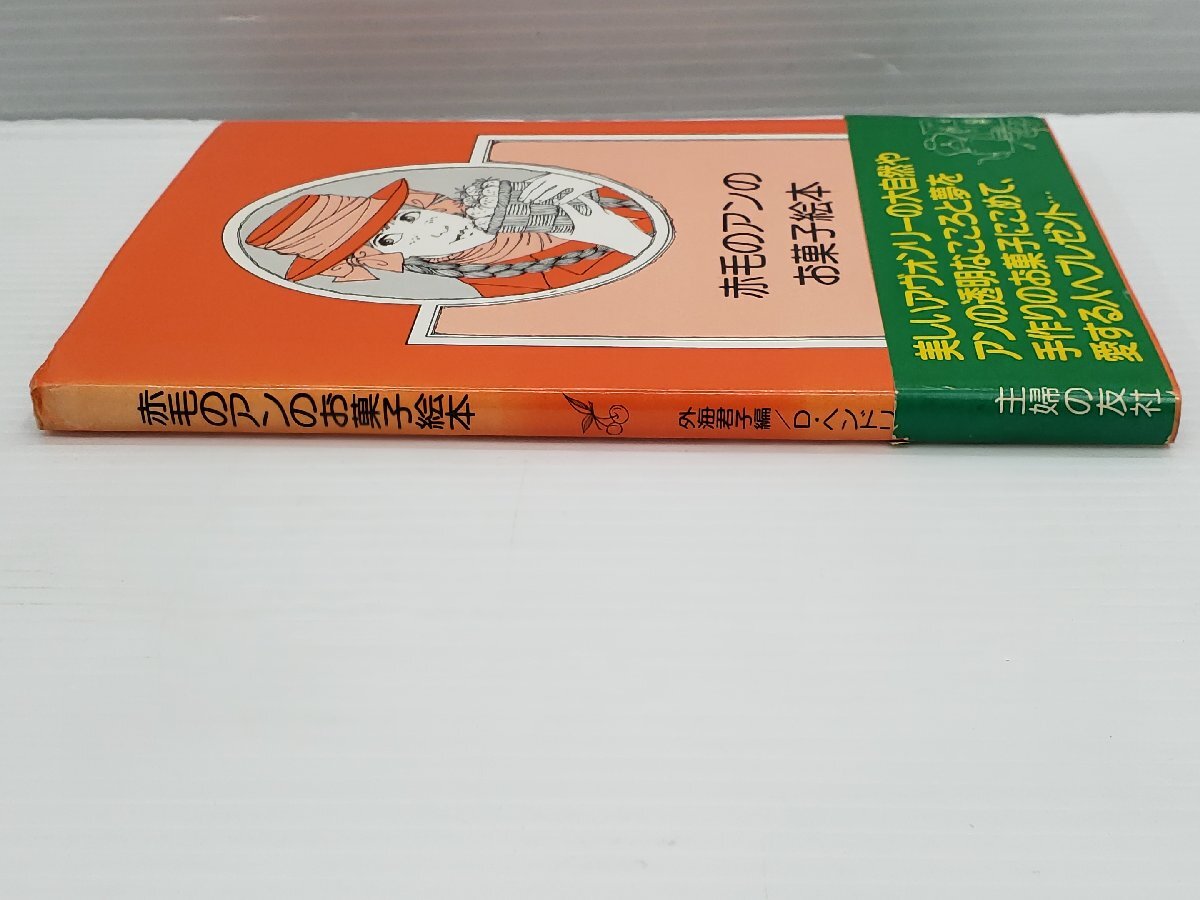 赤毛のアンの
お菓子絵本
美しいアヴォンリーの大自然や
アンの透明なこころと夢を
手作りのお菓子にこめて、
愛する人へプレゼント…
赤毛のアンのお菓子絵本
外海君子編/D・ヘンドリ
主婦の友社